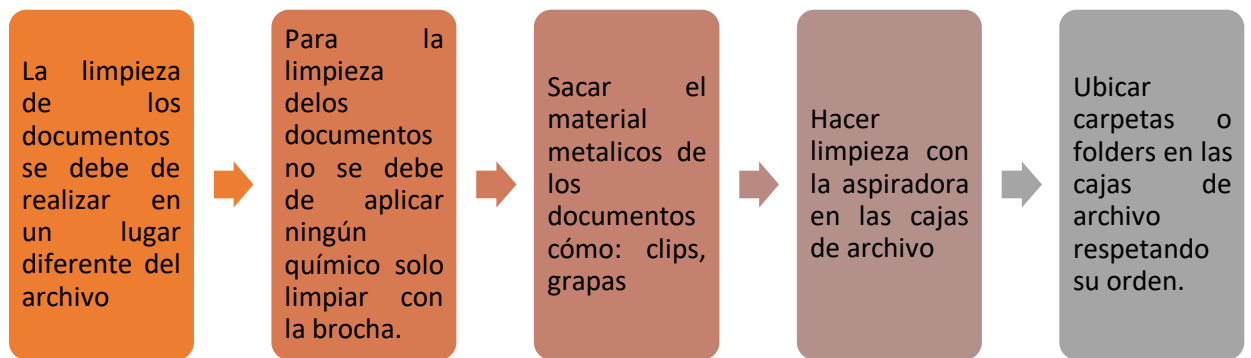 La limpieza
de los
documentos
se debe de
realizar en
un lugar
diferente del
archivo
Para la
limpieza
delos
documentos
no se debe
de aplicar
ningún
químico solo
limpiar con
la brocha.
Sacar el
material
metalicos de
los
documentos
cómo: clips,
grapas
Hacer
limpieza con
la aspiradora
en las cajas
de archivo
Ubicar
carpetas o
folders en las
cajas de
archivo
respetando
su orden.